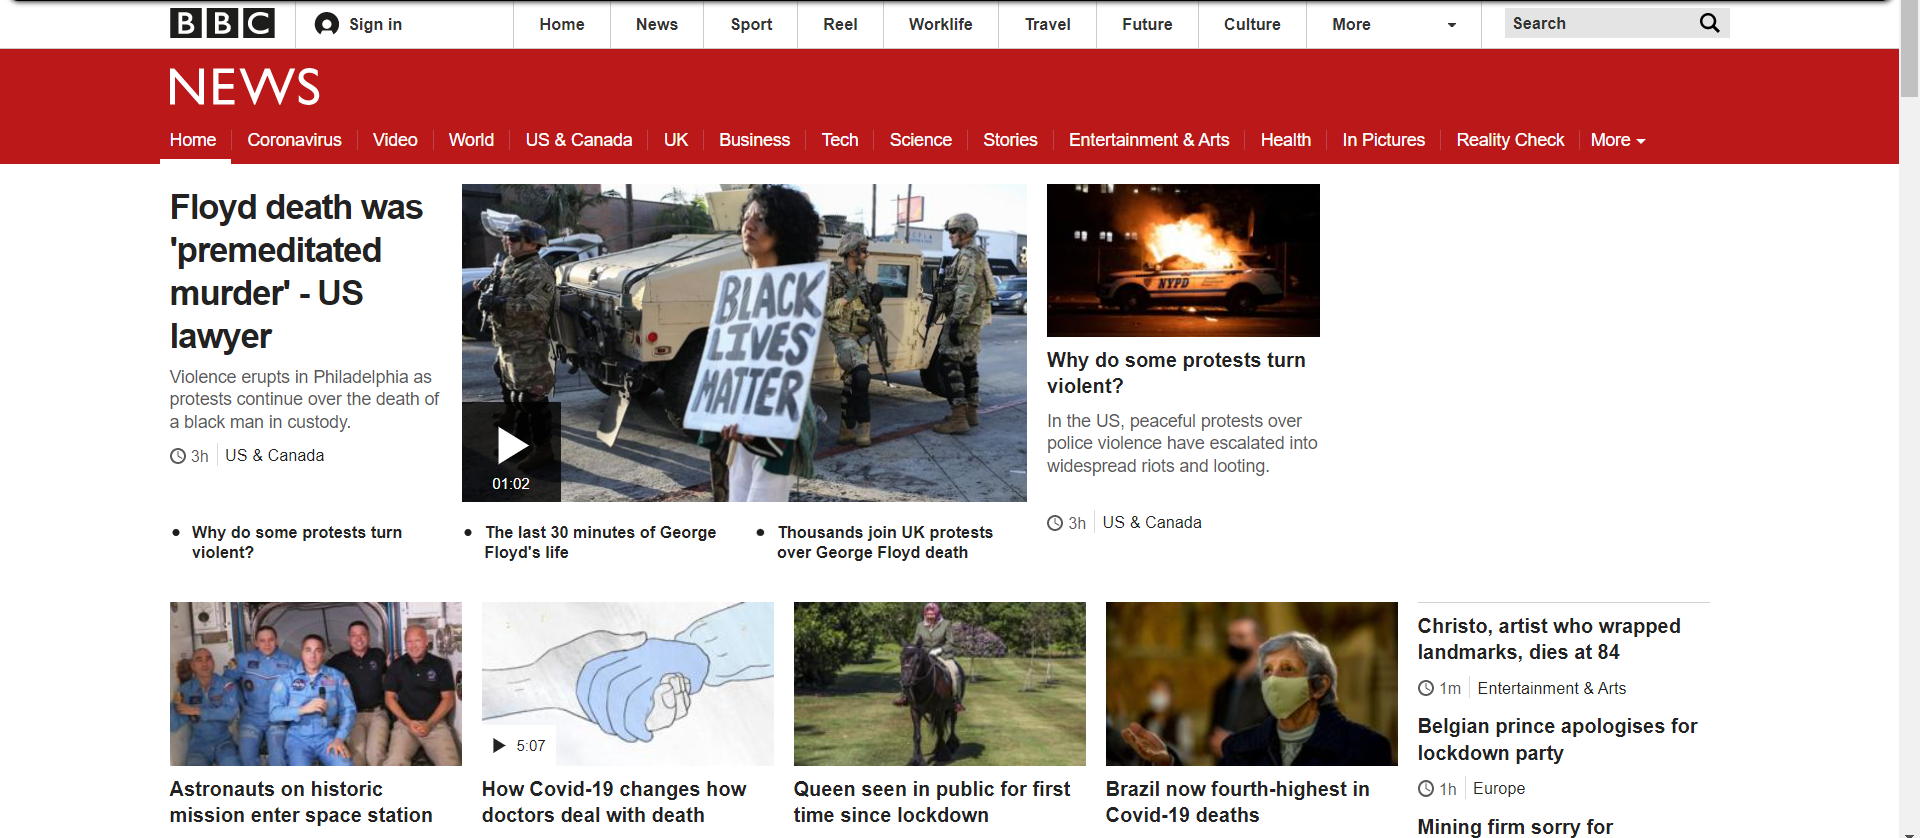 BBC
Sign in
Home
News
Sport
Reel
Worklife
Travel
Future
Culture
More
Search
NEWS
Home
Coronavirus
Video
World
US & Canada
UK
Business
Tech
Science
Stories
Entertainment & Arts
Health
In Pictures
Reality Check
More
Floyd death was
'premeditated
murder' - US
lawyer
Violence erupts in Philadelphia as
protests continue over the death of
a black man in custody.
3h
US & Canada
BLACK
LIVES
MATTER
01:02
NYPD
Why do some protests turn
violent?
In the US, peaceful protests over
police violence have escalated into
widespread riots and looting.
3h
US & Canada
• Why do some protests turn
violent?
• The last 30 minutes of George
Floyd's life
• Thousands join UK protests
over George Floyd death
Astronauts on historic
mission enter space station
5:07
How Covid-19 changes how
doctors deal with death
Queen seen in public for first
time since lockdown
Brazil now fourth-highest in
Covid-19 deaths
Christo, artist who wrapped
landmarks, dies at 84
1m
Entertainment & Arts
Belgian prince apologises for
lockdown party
1h
Europe
Mining firm sorry for